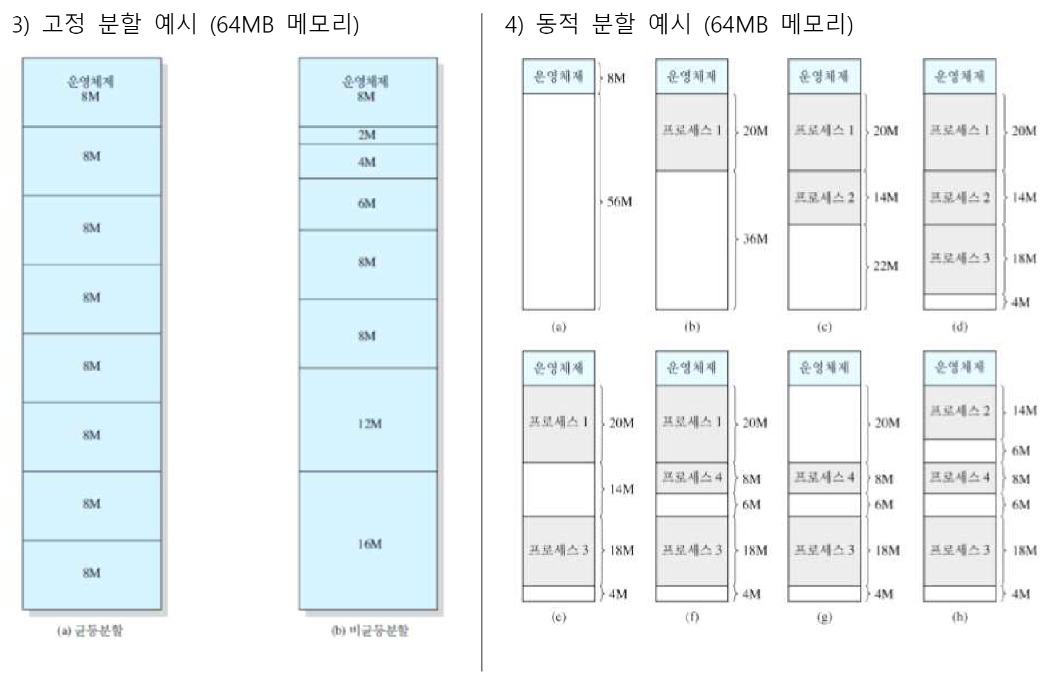 3) 고정 분할 예시 (64MB 메모리)
운영체제
8M
8M
8M
8M
8M
8M
8M
8M
(a) 균등분할
운영체제
8M
2M
4M
6M
8M
8M
12M
16M
(b) 비균등분할
4) 동적 분할 예시 (64MB 메모리)
운영체제
8M
56M
(a)
운영체제
프로세스 1
20M
36M
(b)
운영체제
프로세스 1
20M
프로세스 2
14M
22M
(c)
운영체제
프로세스 1
20M
프로세스 2
14M
프로세스 3
18M
4M
(d)
운영체제
프로세스 1
20M
14M
프로세스 3
18M
4M
(e)
운영체제
프로세스 1
20M
프로세스 4
8M
6M
프로세스 3
18M
4M
(f)
운영체제
20M
프로세스 4
8M
6M
프로세스 3
18M
4M
(g)
운영체제
프로세스 2
14M
6M
프로세스 4
8M
6M
프로세스 3
18M
4M
(h)